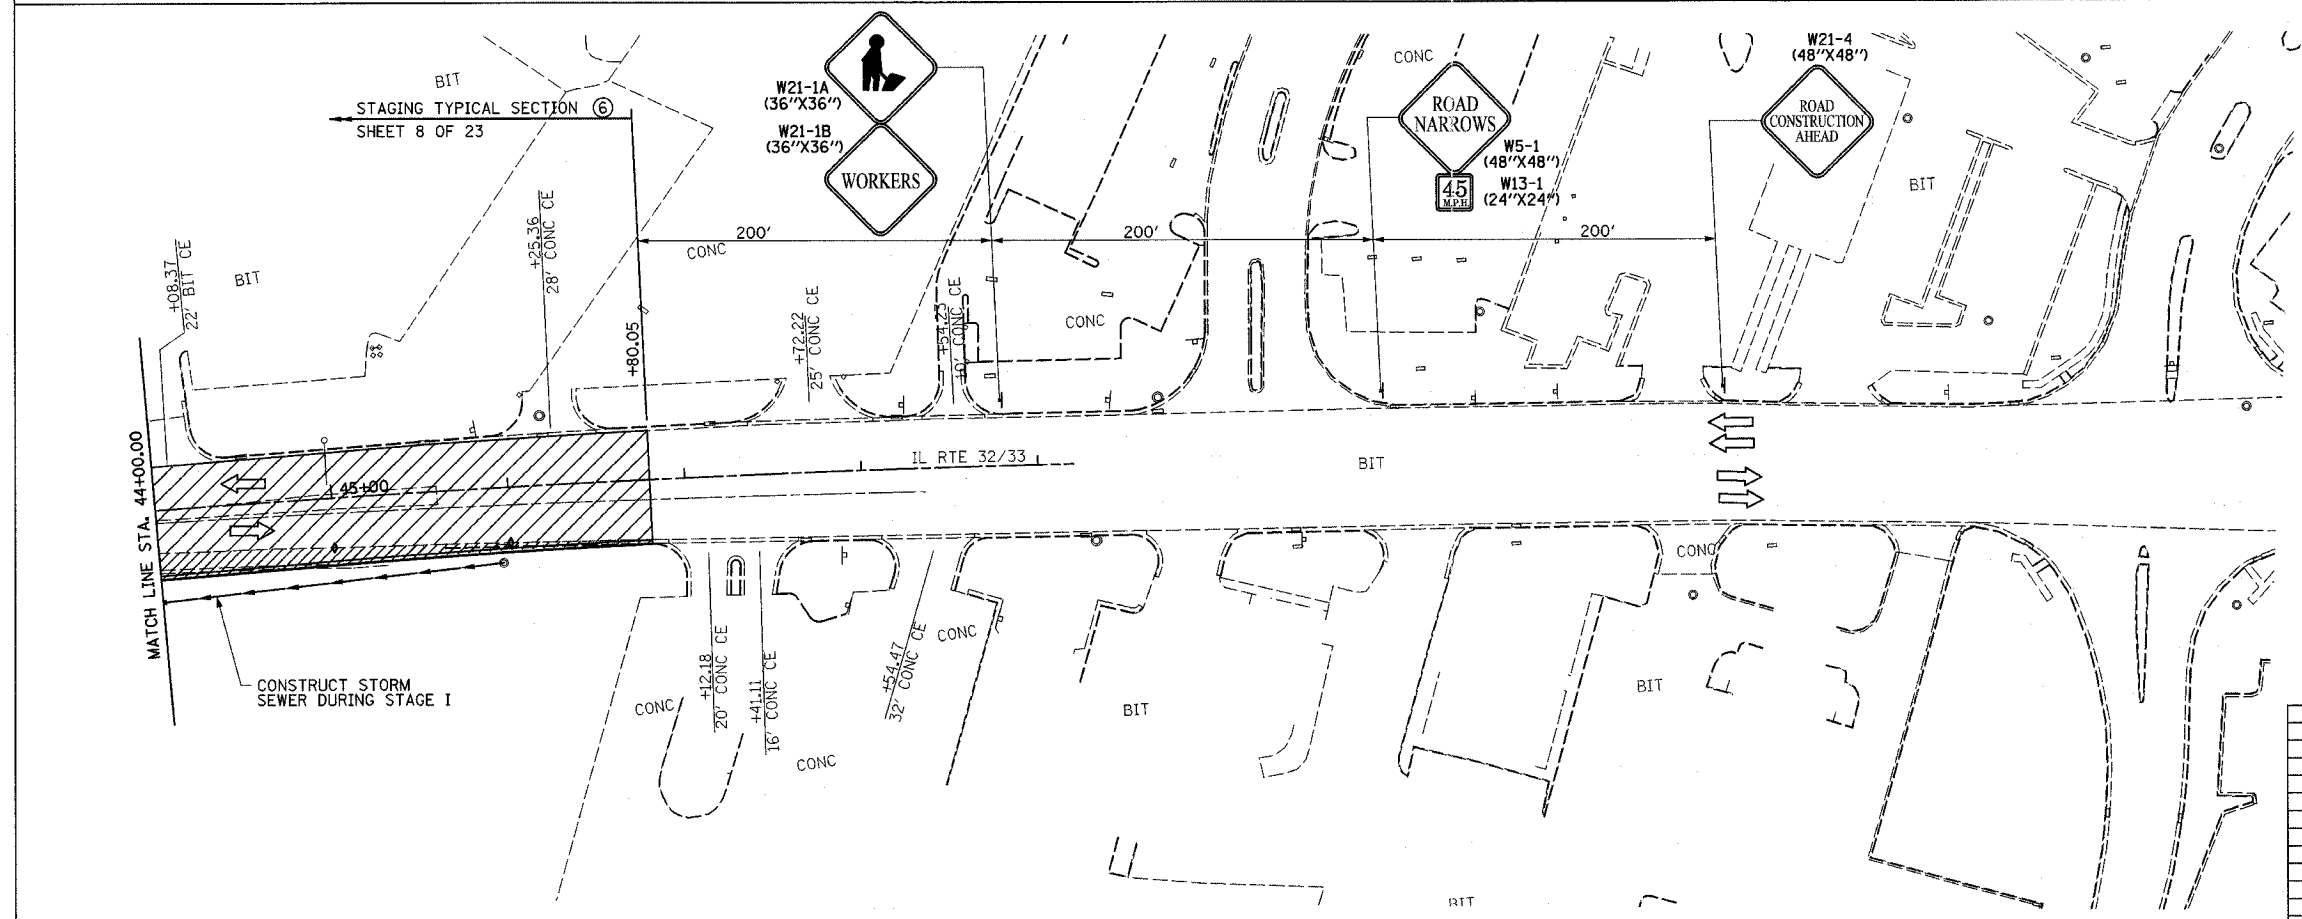 W21-4
(48"X48")
CONC
BIT
W21-1A
(36"X36")
ROAD
NARROWS
ROAD
CONSTRUCTION
AHEAD
STAGING TYPICAL SECTION 6
SHEET 8 OF 23
W21-1B
(36"X36")
WORKERS
W5-1
(48"X48")
45
M.P.H.
W13-1
(24"X24")
BIT
+25.36
28' CONC CE
200'
200'
200'
CONC
+08.37
22' BIT CE
BIT
+80.05
+72.22
25' CONC CE
+54.23
10' CONC CE
CONC
MATCH LINE STA. 44+00.00
IL RTE 32/33
BIT
45+00
CONC
CONSTRUCT STORM
SEWER DURING STAGE I
+12.18
20' CONC CE
+41.11
16' CONC CE
+54.47
32' CONC CE
CONC
CONC
BIT
BIT
CONC
BIT